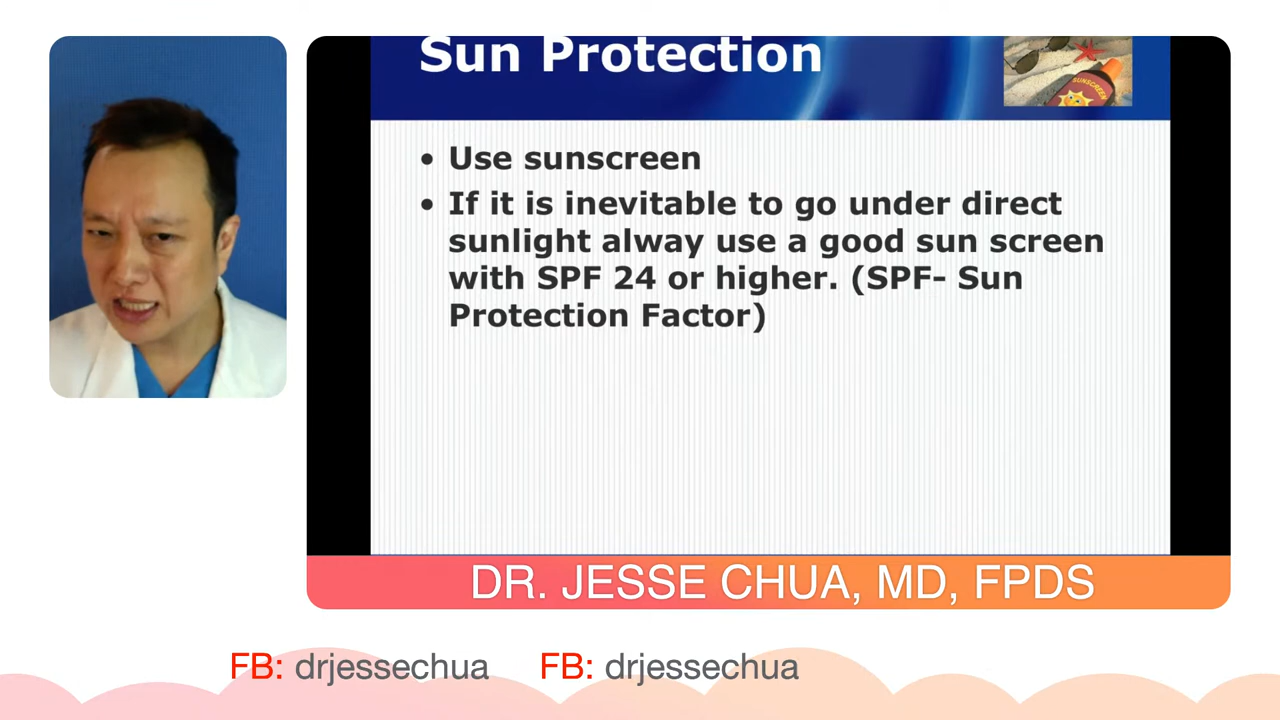 Sun Protection
SUNSCREEN
• Use sunscreen
• If it is inevitable to go under direct
sunlight alway use a good sun screen
with SPF 24 or higher. (SPF- Sun
Protection Factor)
DR. JESSE CHUA, MD, FPDS
FB: drjessechua FB: drjessechua